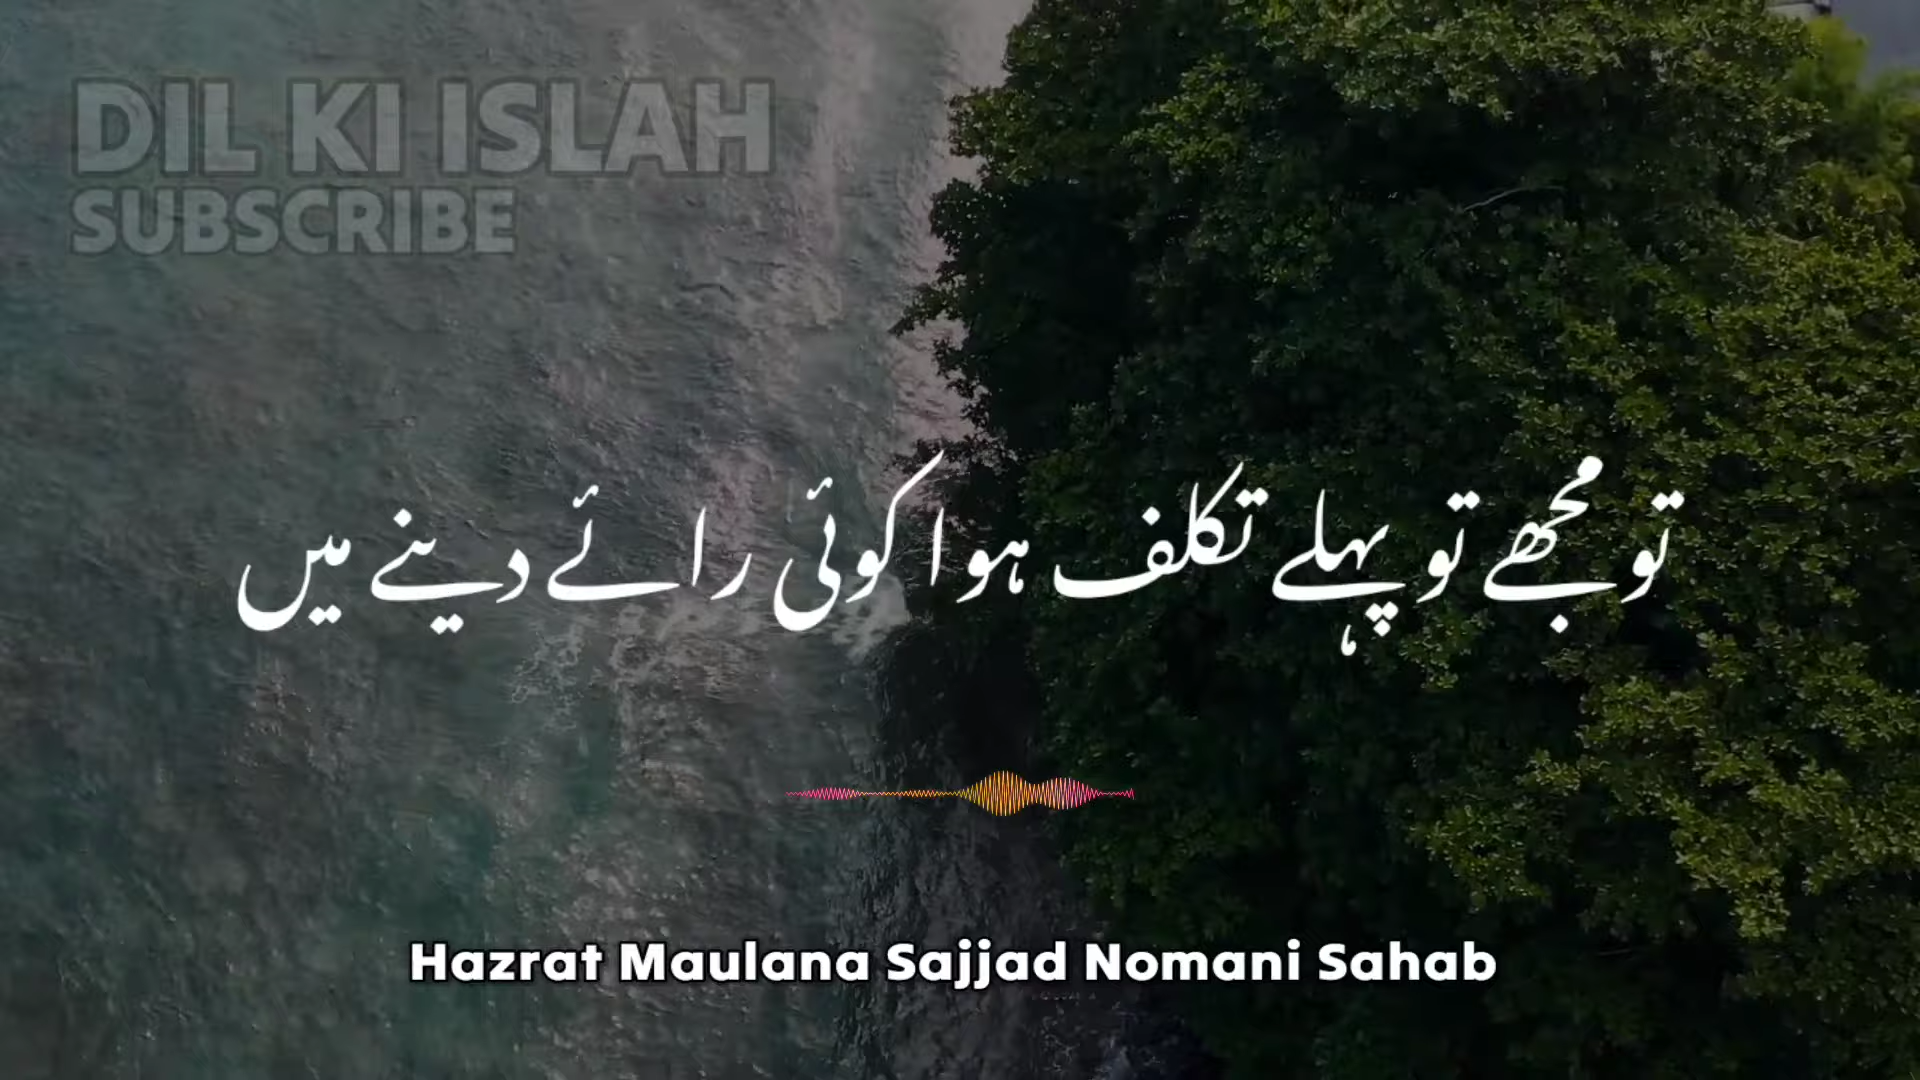 DIL KI ISLAH
SUBSCRIBE
تو مجھے تو پہلے تکلف ہوا کوئی رائے دینے میں
Hazrat Maulana Sajjad Nomani Sahab